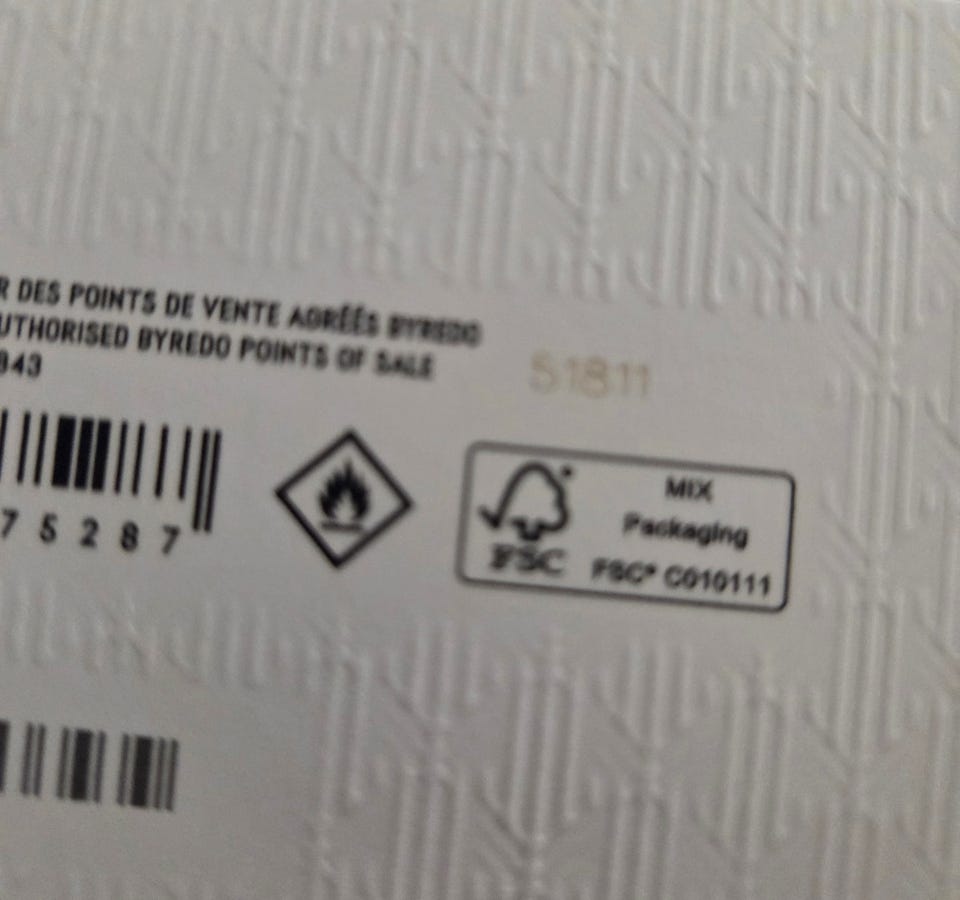 R DES POINTS DE VENTE AGRÉÉS BYREDO
UTHORISED BYREDO POINTS OF SALE
843
51811
75287
MIX
Packaging
FSC
FSC® C010111